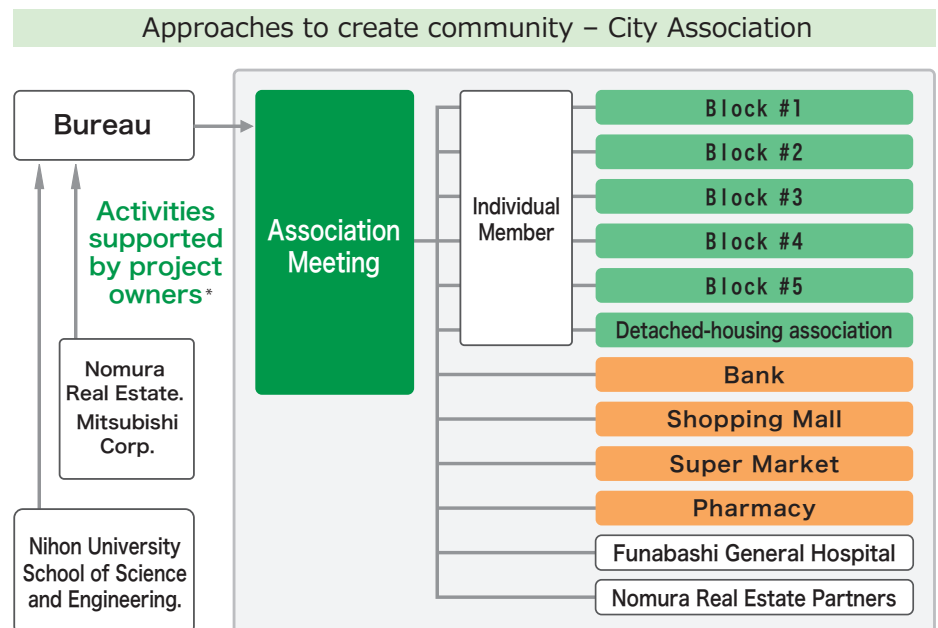 Approaches to create community – City Association
Bureau
Activities
supported
by project
owners*
Nomura
Real Estate.
Mitsubishi
Corp.
Nihon University
School of Science
and Engineering.
Association
Meeting
Individual
Member
Block #1
Block #2
Block #3
Block #4
Block #5
Detached-housing association
Bank
Shopping Mall
Super Market
Pharmacy
Funabashi General Hospital
Nomura Real Estate Partners